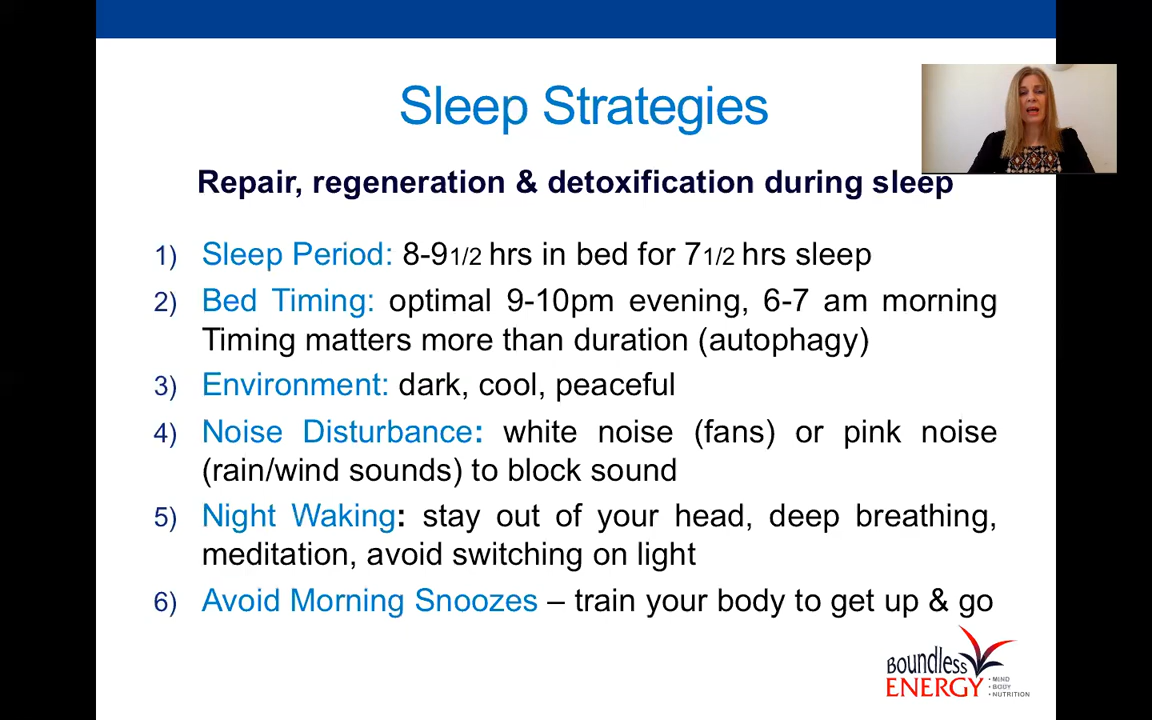 Sleep Strategies
Repair, regeneration & detoxification during sleep
1) Sleep Period: 8-91/2 hrs in bed for 71/2 hrs sleep
2) Bed Timing: optimal 9-10pm evening, 6-7 am morning
Timing matters more than duration (autophagy)
3) Environment: dark, cool, peaceful
4) Noise Disturbance: white noise (fans) or pink noise
(rain/wind sounds) to block sound
5) Night Waking: stay out of your head, deep breathing,
meditation, avoid switching on light
6) Avoid Morning Snoozes – train your body to get up & go
Boundless
ENERGY
• MIND
• BODY
• NUTRITION